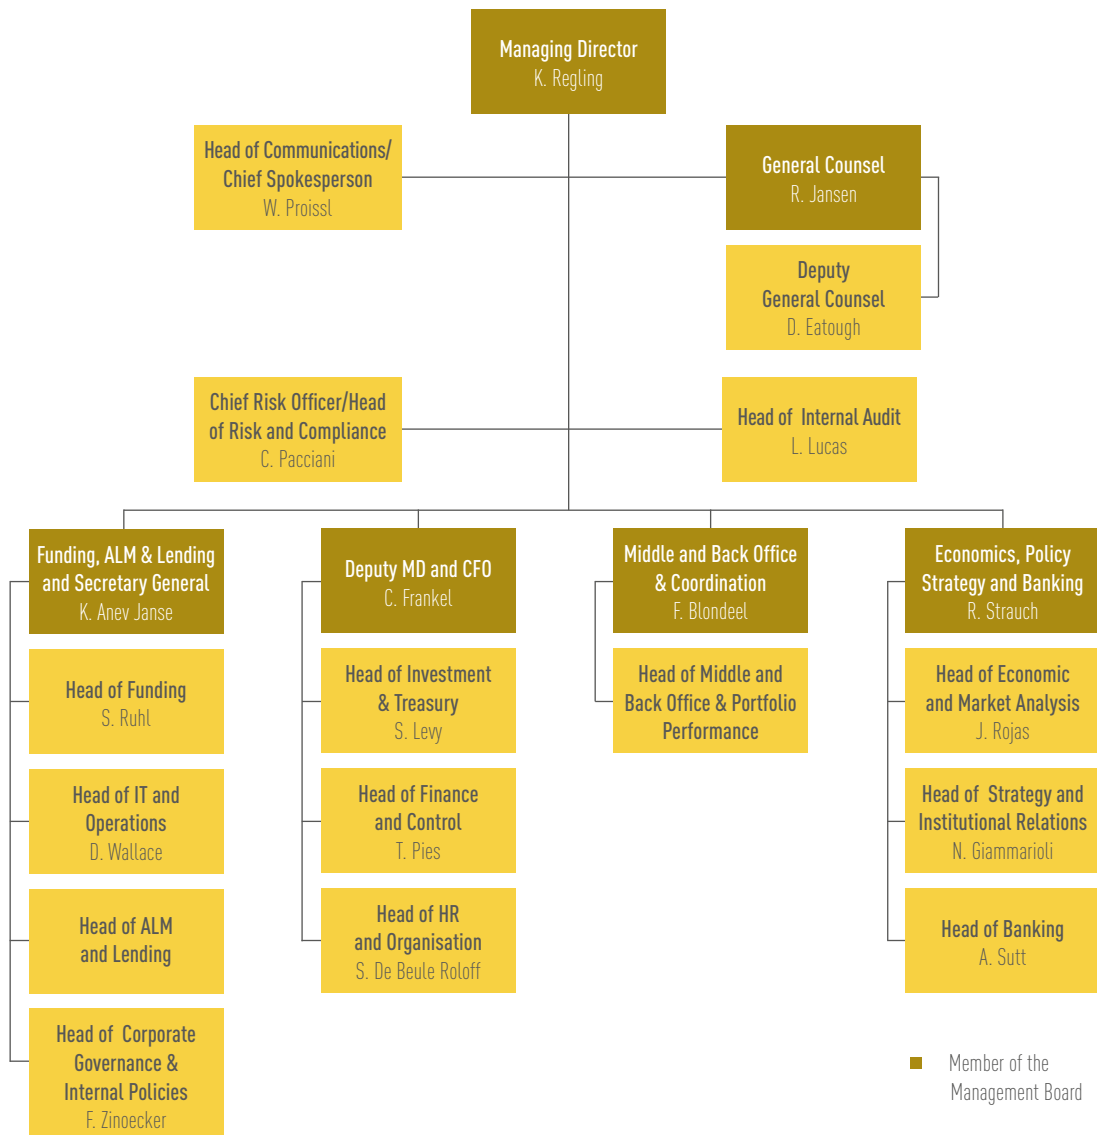 Managing Director
K. Regling
Head of Communications/
Chief Spokesperson
W. Proissl
General Counsel
R. Jansen
Deputy
General Counsel
D. Eatough
Chief Risk Officer/Head
of Risk and Compliance
C. Pacciani
Head of Internal Audit
L. Lucas
Funding, ALM & Lending
and Secretary General
K. Anev Janse
Head of Funding
S. Ruhl
Head of IT and
Operations
D. Wallace
Head of ALM
and Lending
Head of Corporate
Governance &
Internal Policies
F. Zinoecker
Deputy MD and CFO
C. Frankel
Head of Investment
& Treasury
S. Levy
Head of Finance
and Control
T. Pies
Head of HR
and Organisation
S. De Beule Roloff
Middle and Back Office
& Coordination
F. Blondeel
Head of Middle and
Back Office & Portfolio
Performance
Economics, Policy
Strategy and Banking
R. Strauch
Head of Economic
and Market Analysis
J. Rojas
Head of Strategy and
Institutional Relations
N. Giammarioli
Head of Banking
A. Sutt
Member of the
Management Board